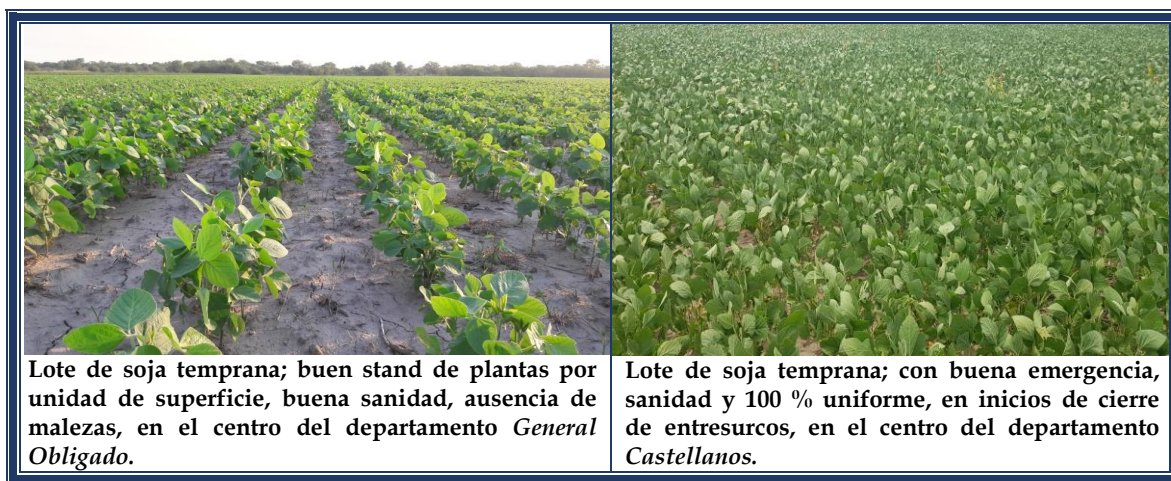 Lote de soja temprana; buen stand de plantas por
unidad de superficie, buena sanidad, ausencia de
malezas, en el centro del departamento General
Obligado.
Lote de soja temprana; con buena emergencia,
sanidad y 100 % uniforme, en inicios de cierre
de entresurcos, en el centro del departamento
Castellanos.